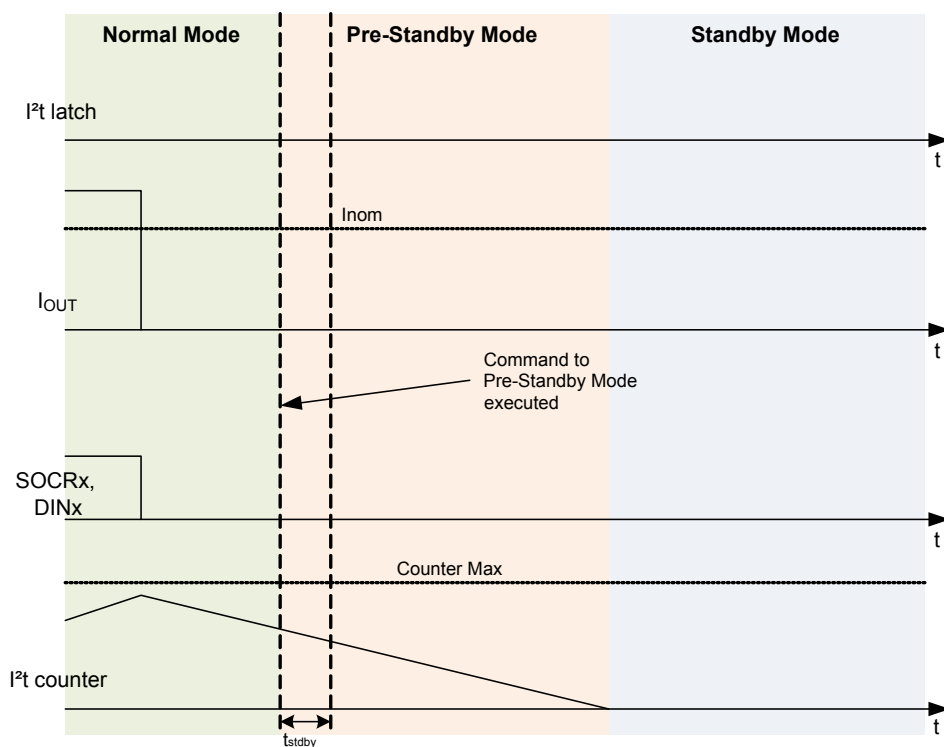 Normal Mode
Pre-Standby Mode
Standby Mode
I²t latch
t
Inom
IOUT
t
Command to
Pre-Standby Mode
executed
SOCRx,
DINx
t
Counter Max
I²t counter
t
tstdby